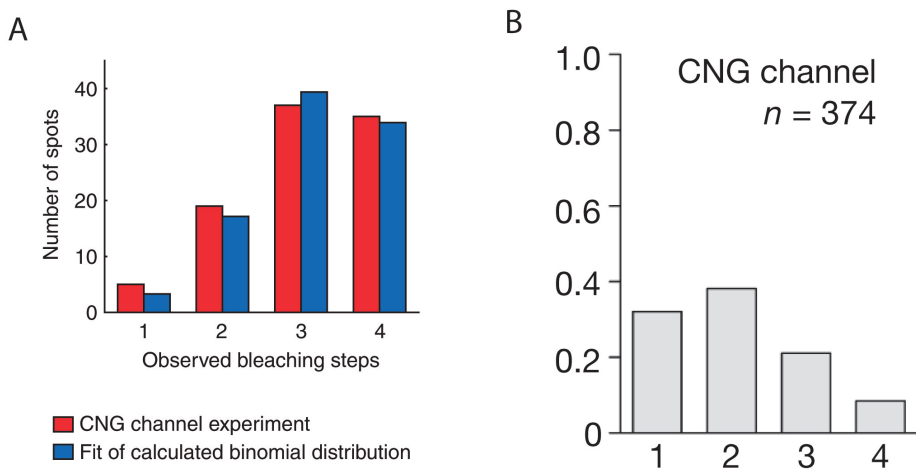 A
Number of spots
40
30
20
10
0
1 2 3 4
Observed bleaching steps
CNG channel experiment
Fit of calculated binomial distribution
B
CNG channel
n = 374
1.0
0.8
0.6
0.4
0.2
0
1 2 3 4